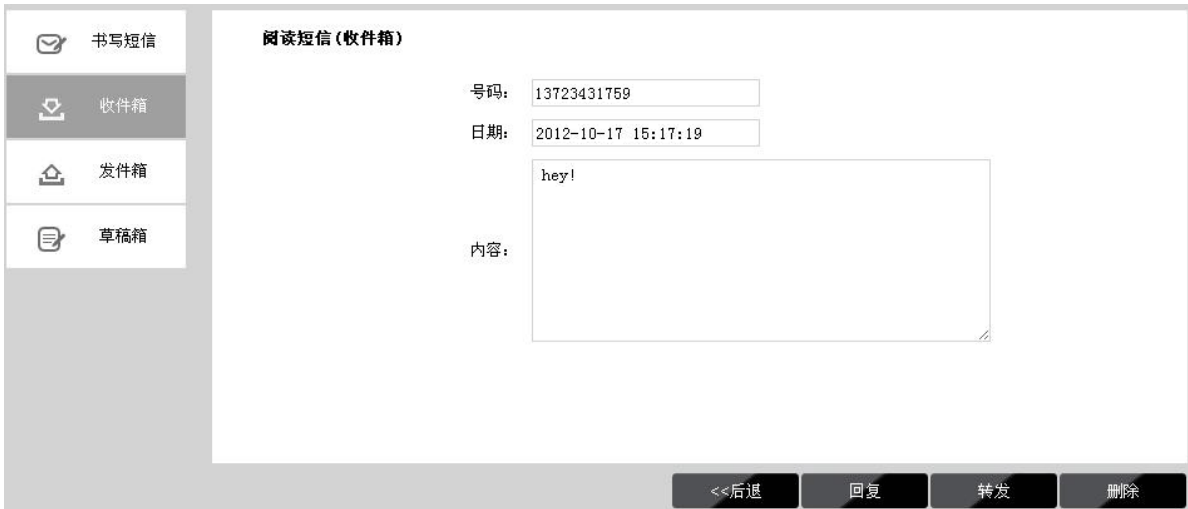 书写短信
收件箱
发件箱
草稿箱
阅读短信(收件箱)
号码: 13723431759
日期: 2012-10-17 15:17:19
内容: hey!
<<后退
回复
转发
删除